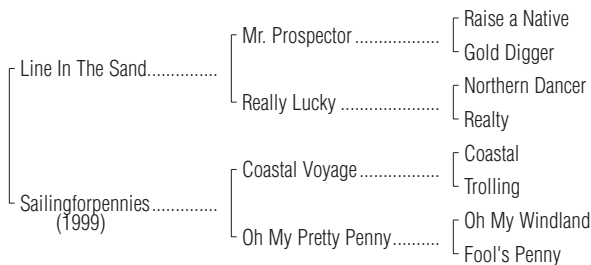 Raise a Native
Mr. Prospector ..................
Gold Digger
Line In The Sand...............
Northern Dancer
Really Lucky .....................
Realty
Coastal
Coastal Voyage .................
Trolling
Sailingforpennies..............
(1999)
Oh My Windland
Oh My Pretty Penny..........
Fool's Penny